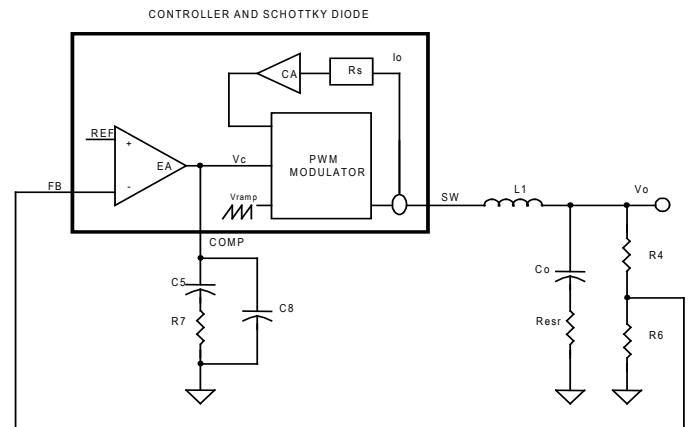 CONTROLLER AND SCHOTTKY DIODE
Io
CA
Rs
REF
+
EA
-
Vc
PWM
MODULATOR
FB
Vramp
SW
L1
Vo
COMP
C5
R7
C8
Co
Resr
R4
R6